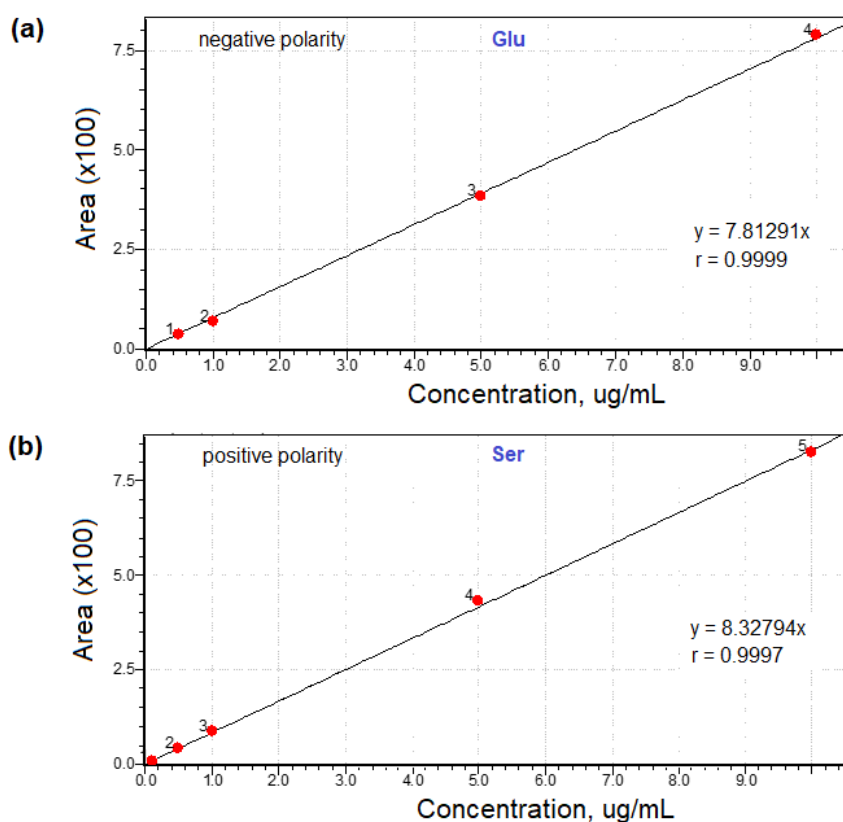 (a)
negative polarity Glu
Area (x100)
7.5
5.0
2.5
0.0
1
2
3
4
y = 7.81291x
r = 0.9999
0.0 1.0 2.0 3.0 4.0 5.0 6.0 7.0 8.0 9.0
Concentration, ug/mL
(b)
positive polarity Ser
Area (x100)
7.5
5.0
2.5
0.0
2
3
4
5
y = 8.32794x
r = 0.9997
0.0 1.0 2.0 3.0 4.0 5.0 6.0 7.0 8.0 9.0
Concentration, ug/mL